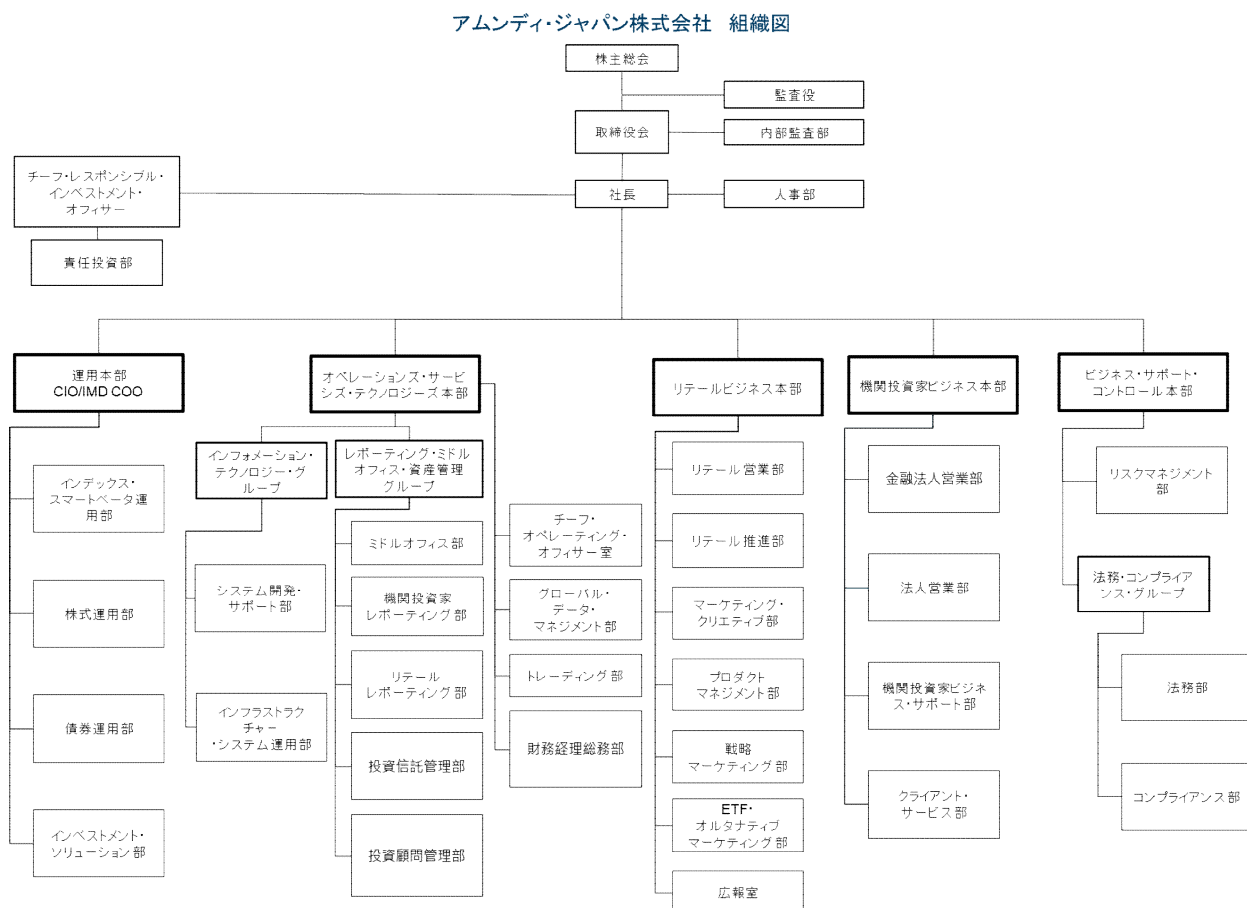 アムンディ・ジャパン株式会社　組織図
株主総会
監査役
取締役会
内部監査部
チーフ・レスポンシブル・
インベストメント・
オフィサー
社長
人事部
責任投資部
運用本部
CIO/IMD COO
オペレーションズ・サービ
シズ・テクノロジーズ本部
リテールビジネス本部
機関投資家ビジネス本部
ビジネス・サポート・
コントロール本部
インフォメーション・
テクノロジー・グ
ループ
レポーティング・ミドル
オフィス・資産管理
グループ
インデックス・
スマートベータ運
用部
株式運用部
債券運用部
インベストメント・
ソリューション部
システム開発・
サポート部
インフラストラク
チャー
・システム運用部
ミドルオフィス部
機関投資家
レポーティング部
リテール
レポーティング部
投資信託管理部
投資顧問管理部
チーフ・
オペレーティング・
オフィサー室
グローバル・
データ・
マネジメント部
トレーディング部
財務経理総務部
リテール営業部
リテール推進部
マーケティング・
クリエティブ部
プロダクト
マネジメント部
戦略
マーケティング部
ETF・
オルタナティブ
マーケティング部
広報室
金融法人営業部
法人営業部
機関投資家ビジネ
ス・サポート部
クライアント・
サービス部
リスクマネジメント
部
法務・コンプライア
ンス・グループ
法務部
コンプライアンス部